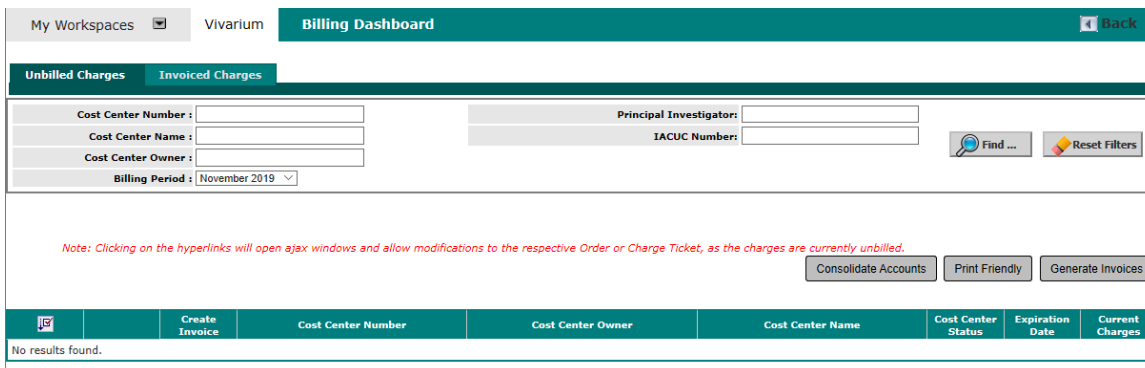 My Workspaces Vivarium Billing Dashboard Back
Unbilled Charges Invoiced Charges
Cost Center Number : Principal Investigator:
Cost Center Name : IACUC Number:
Find ... Reset Filters
Cost Center Owner :
Billing Period : November 2019
Note: Clicking on the hyperlinks will open ajax windows and allow modifications to the respective Order or Charge Ticket, as the charges are currently unbilled.
Consolidate Accounts Print Friendly Generate Invoices
Create Invoice Cost Center Number Cost Center Owner Cost Center Name Cost Center Status Expiration Date Current Charges
No results found.